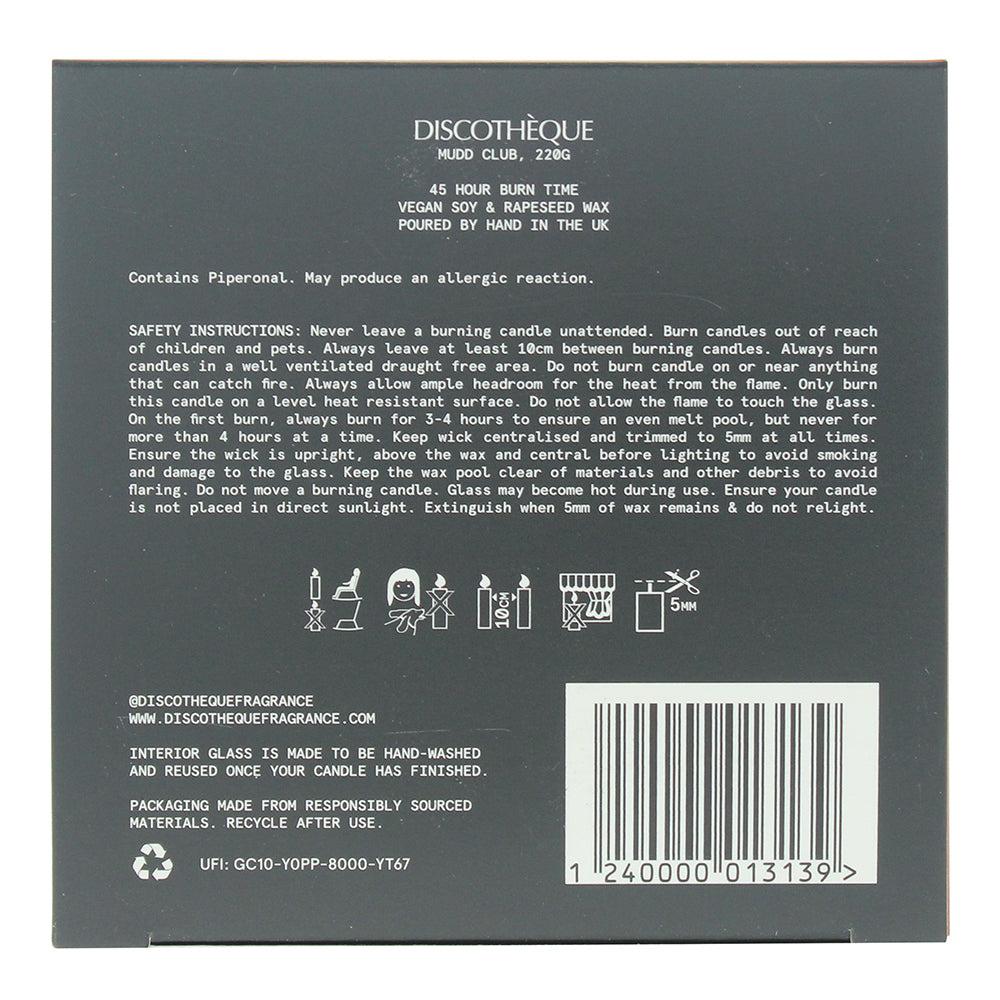 DISCOTHÈQUE
MUDD CLUB, 220G
45 HOUR BURN TIME
VEGAN SOY & RAPESEED WAX
POURED BY HAND IN THE UK
Contains Piperonal. May produce an allergic reaction.
SAFETY INSTRUCTIONS: Never leave a burning candle unattended. Burn candles out of reach
of children and pets. Always leave at least 10cm between burning candles. Always burn
candles in a well ventilated draught free area. Do not burn candle on or near anything
that can catch fire. Always allow ample headroom for the heat from the flame. Only burn
this candle on a level heat resistant surface. Do not allow the flame to touch the glass.
On the first burn, always burn for 3-4 hours to ensure an even melt pool, but never for
more than 4 hours at a time. Keep wick centralised and trimmed to 5mm at all times.
Ensure the wick is upright, above the wax and central before lighting to avoid smoking
and damage to the glass. Keep the wax pool clear of materials and other debris to avoid
flaring. Do not move a burning candle. Glass may become hot during use. Ensure your candle
is not placed in direct sunlight. Extinguish when 5mm of wax remains & do not relight.
10CM
5MM
@DISCOTHEQUEFRAGRANCE
WWW.DISCOTHEQUEFRAGRANCE.COM
INTERIOR GLASS IS MADE TO BE HAND-WASHED
AND REUSED ONCE YOUR CANDLE HAS FINISHED.
PACKAGING MADE FROM RESPONSIBLY SOURCED
MATERIALS. RECYCLE AFTER USE.
UFI: GC10-Y0PP-8000-YT67
1 240000 013139 >